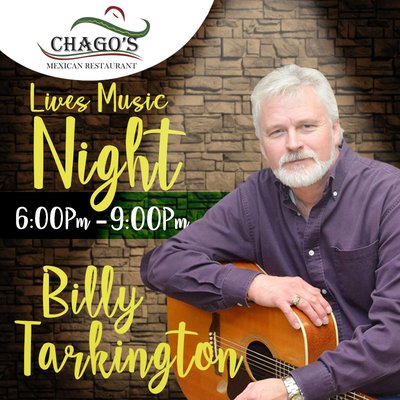 CHAGO'S
MEXICAN RESTAURANT
Lives Music
Night
6:00Pm -9:00Pm
Billy
Tarkington